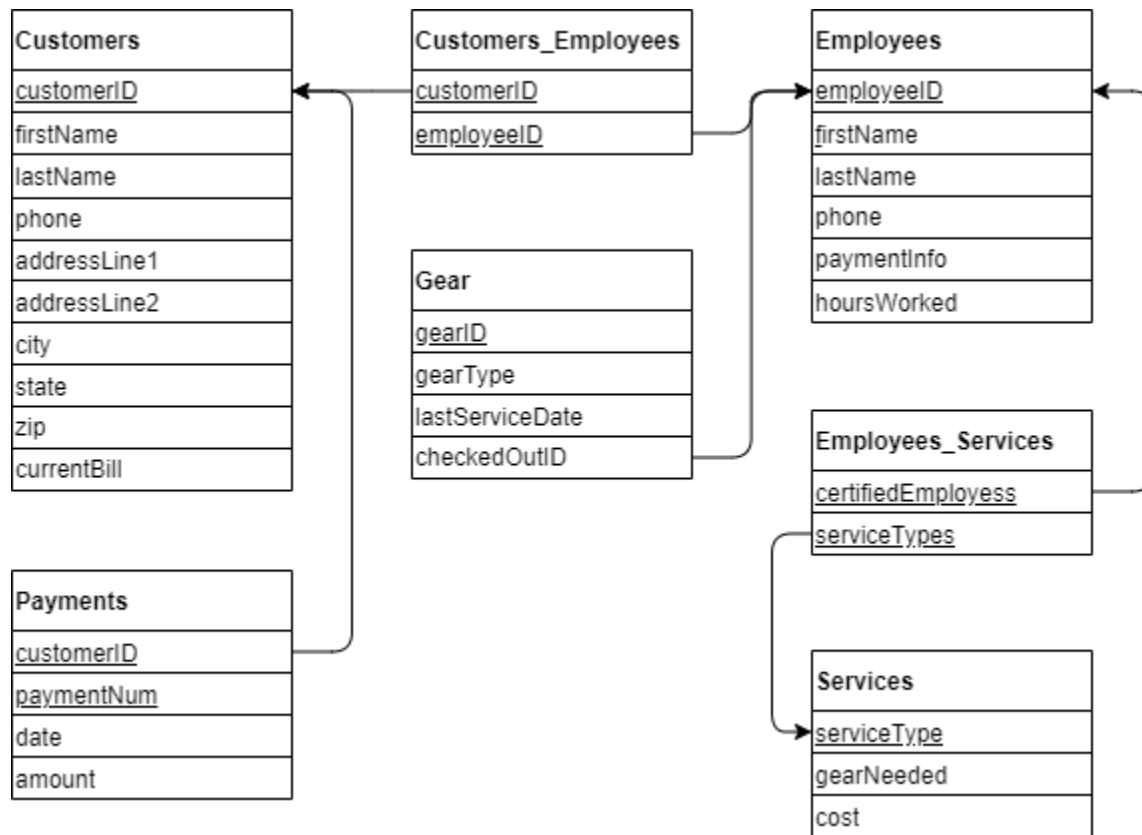 Customers
customerID
firstName
lastName
phone
addressLine1
addressLine2
city
state
zip
currentBill
Payments
customerID
paymentNum
date
amount
Customers_Employees
customerID
employeeID
Gear
gearID
gearType
lastServiceDate
checkedOutID
Employees
employeeID
firstName
lastName
phone
paymentInfo
hoursWorked
Employees_Services
certifiedEmployess
serviceTypes
Services
serviceType
gearNeeded
cost